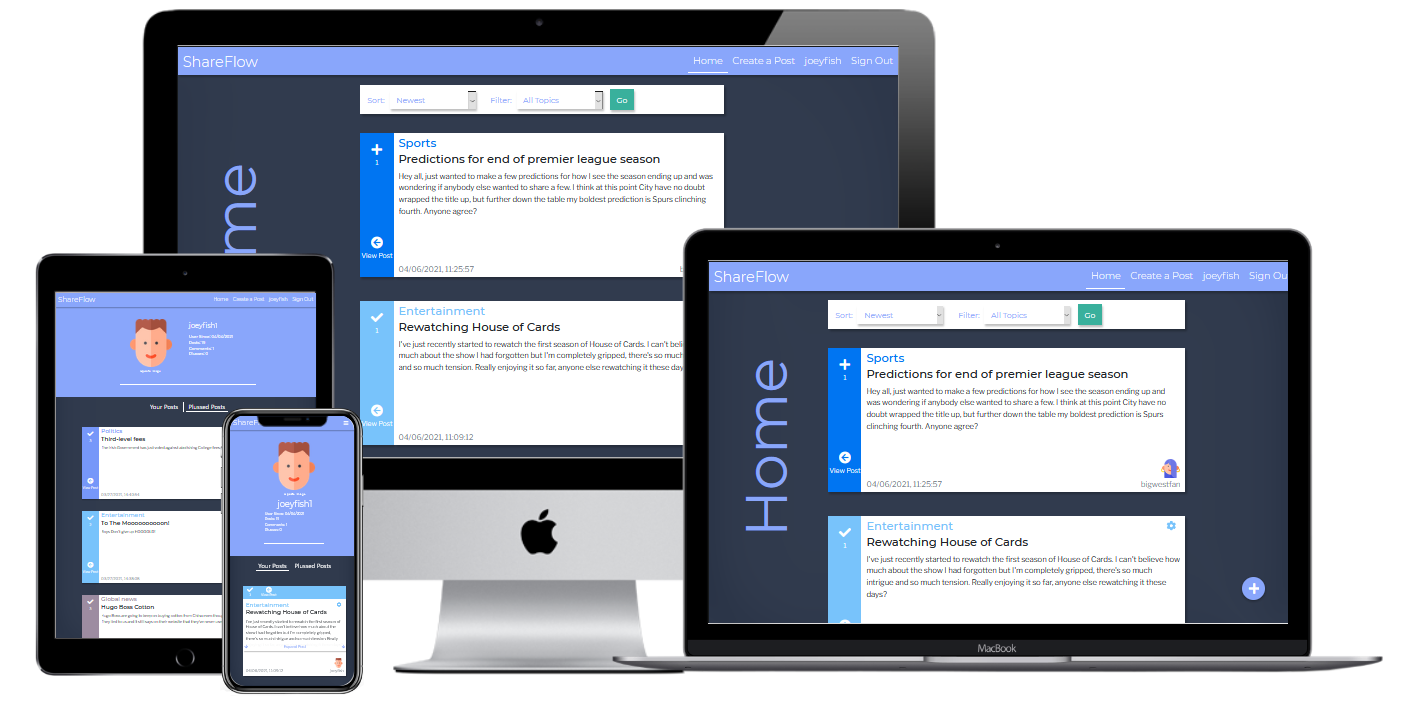 ShareFlow
Home Create a Post joeyfish Sign Out
Sort: Newest Filter: All Topics Go
me
1
View Post
Sports
Predictions for end of premier league season
Hey all, just wanted to make a few predictions for how I see the season ending up and was
wondering if anybody else wanted to share a few. I think at this point City have no doubt
wrapped the title up, but further down the table my boldest prediction is Spurs clinching
fourth. Anyone agree?
04/06/2021, 11:25:57
1
View Post
Entertainment
Rewatching House of Cards
I've just recently started to rewatch the first season of House of Cards. I can't beli
much about the show I had forgotten but I'm completely gripped, there's so much
and so much tension. Really enjoying it so far, anyone else rewatching it these day
04/06/2021, 11:09:12
ShareFlow
Home Create a Post joeyfish Sign Ou
Sort: Newest Filter: All Topics Go
Home
1
View Post
Sports
Predictions for end of premier league season
Hey all, just wanted to make a few predictions for how I see the season ending up and
was wondering if anybody else wanted to share a few. I think at this point City have no
doubt wrapped the title up, but further down the table my boldest prediction is Spurs
clinching fourth. Anyone agree?
04/06/2021, 11:25:57
bigwestfan
1
Entertainment
Rewatching House of Cards
I've just recently started to rewatch the first season of House of Cards. I can't believe how
much about the show I had forgotten but I'm completely gripped, there's so much
intrigue and so much tension. Really enjoying it so far, anyone else rewatching it these
days?
MacBook
ShareFlow
Home Create a Post joeyfish Sign Out
joeyfish1
Your Posts Plussed Posts
Politics
Third-level fees
View Post
Entertainment
To The Moooooooooon!
View Post
Global news
Hugo Boss Cotton
ShareF
joeyfish1
Your Posts Plussed Posts
Entertainment
Rewatching House of Cards
Expand Post
joeyfish